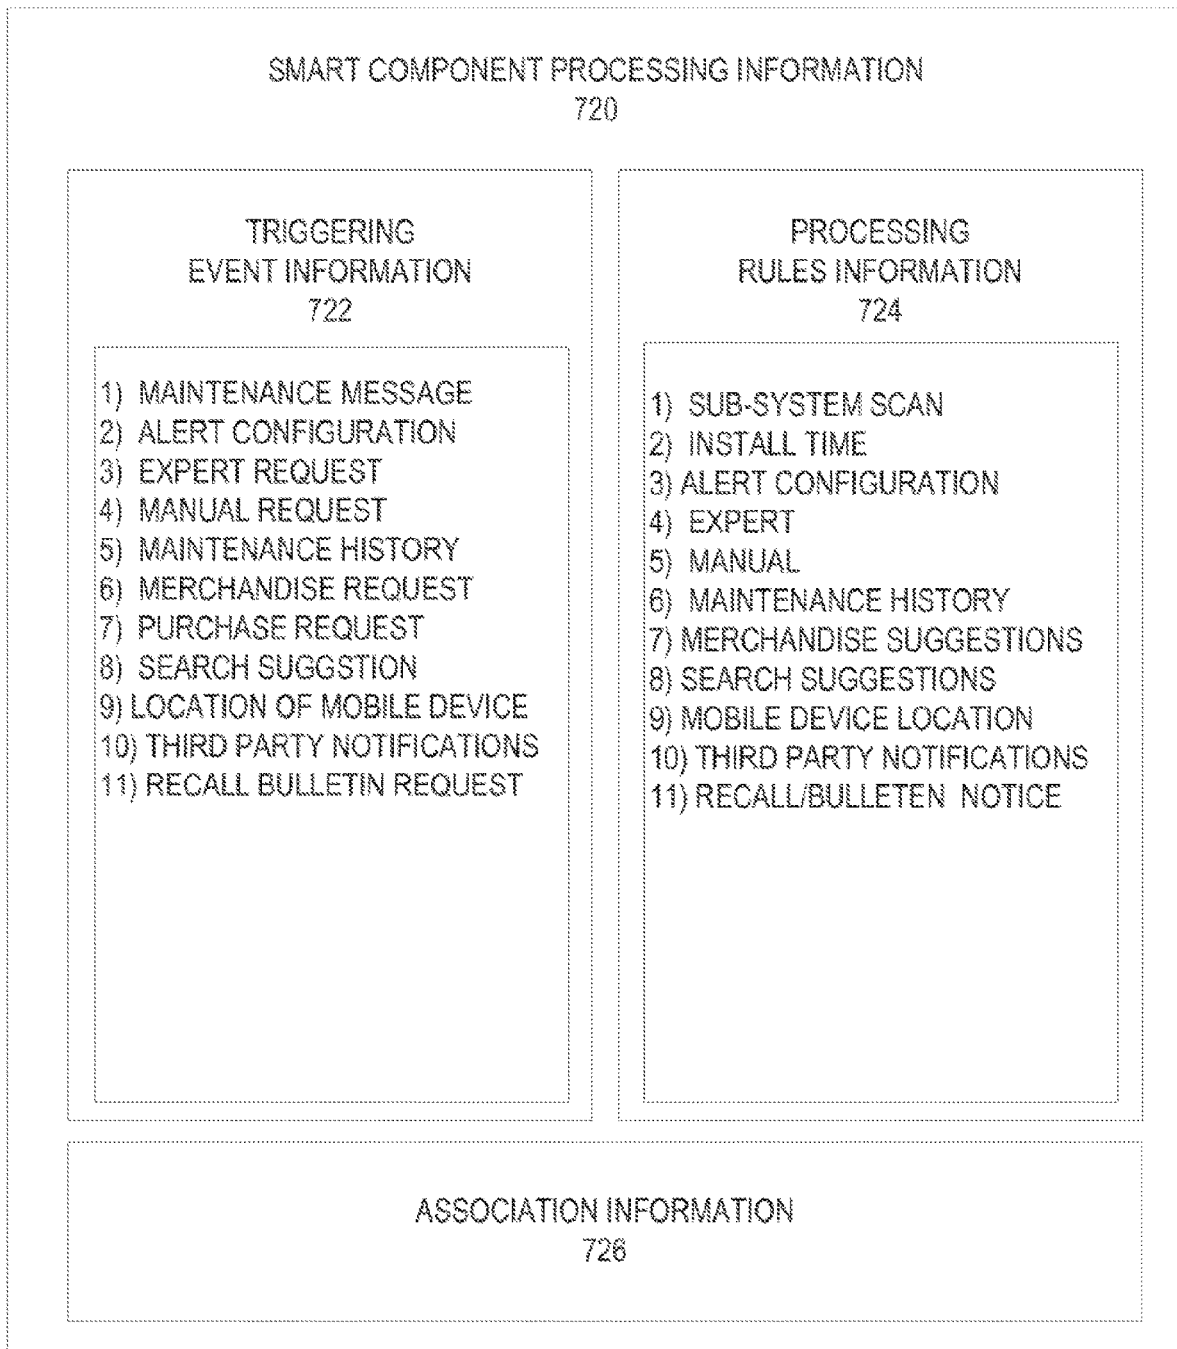 SMART COMPONENT PROCESSING INFORMATION
720
TRIGGERING
EVENT INFORMATION
722
1) MAINTENANCE MESSAGE
2) ALERT CONFIGURATION
3) EXPERT REQUEST
4) MANUAL REQUEST
5) MAINTENANCE HISTORY
6) MERCHANDISE REQUEST
7) PURCHASE REQUEST
8) SEARCH SUGGSTION
9) LOCATION OF MOBILE DEVICE
10) THIRD PARTY NOTIFICATIONS
11) RECALL BULLETIN REQUEST
PROCESSING
RULES INFORMATION
724
1) SUB-SYSTEM SCAN
2) INSTALL TIME
3) ALERT CONFIGURATION
4) EXPERT
5) MANUAL
6) MAINTENANCE HISTORY
7) MERCHANDISE SUGGESTIONS
8) SEARCH SUGGESTIONS
9) MOBILE DEVICE LOCATION
10) THIRD PARTY NOTIFICATIONS
11) RECALL/BULLETEN NOTICE
ASSOCIATION INFORMATION
726